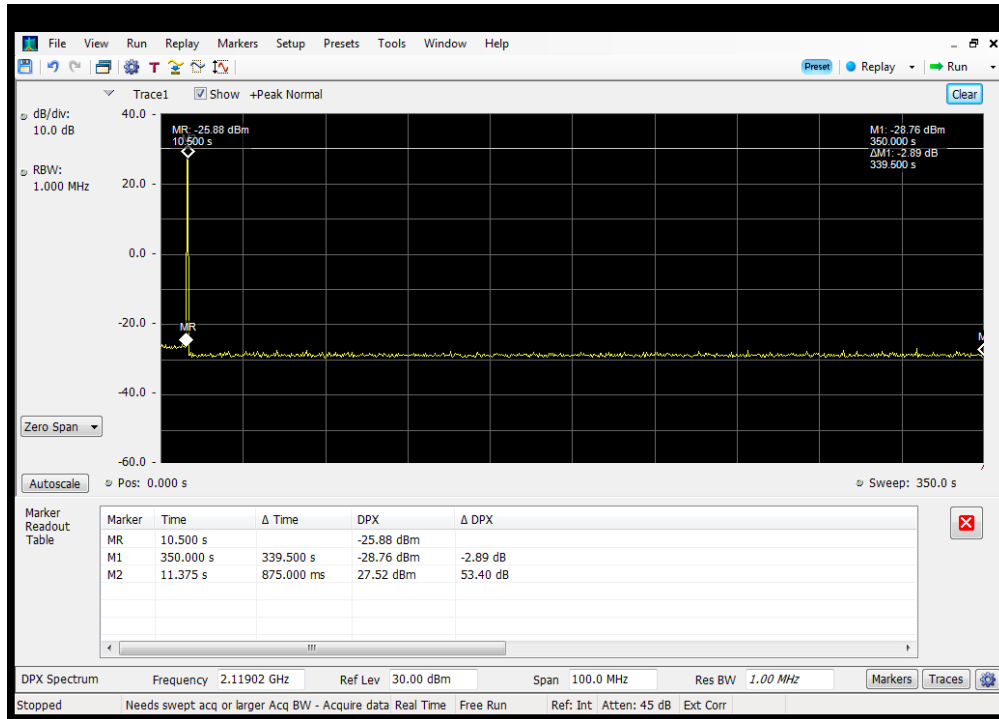 File View Run Replay Markers Setup Presets Tools Window Help
T Preset Replay Run
Trace1 Show +Peak Normal Clear
dB/div:
10.0 dB
RBW:
1.000 MHz
40.0 -
20.0 -
0.0 -
-20.0 -
-40.0 -
-60.0 -
MR: -25.88 dBm
10.500 s
M1: -28.76 dBm
350.000 s
ΔM1: -2.89 dB
339.500 s
MR
Zero Span
Autoscale Pos: 0.000 s Sweep: 350.0 s
Marker
Readout
Table
Marker Time Δ Time DPX Δ DPX
MR 10.500 s -25.88 dBm
M1 350.000 s 339.500 s -28.76 dBm -2.89 dB
M2 11.375 s 875.000 ms 27.52 dBm 53.40 dB
DPX Spectrum Frequency 2.11902 GHz Ref Lev 30.00 dBm Span 100.0 MHz Res BW 1.00 MHz Markers Traces
Stopped Needs swept acq or larger Acq BW - Acquire data Real Time Free Run Ref: Int Atten: 45 dB Ext Corr